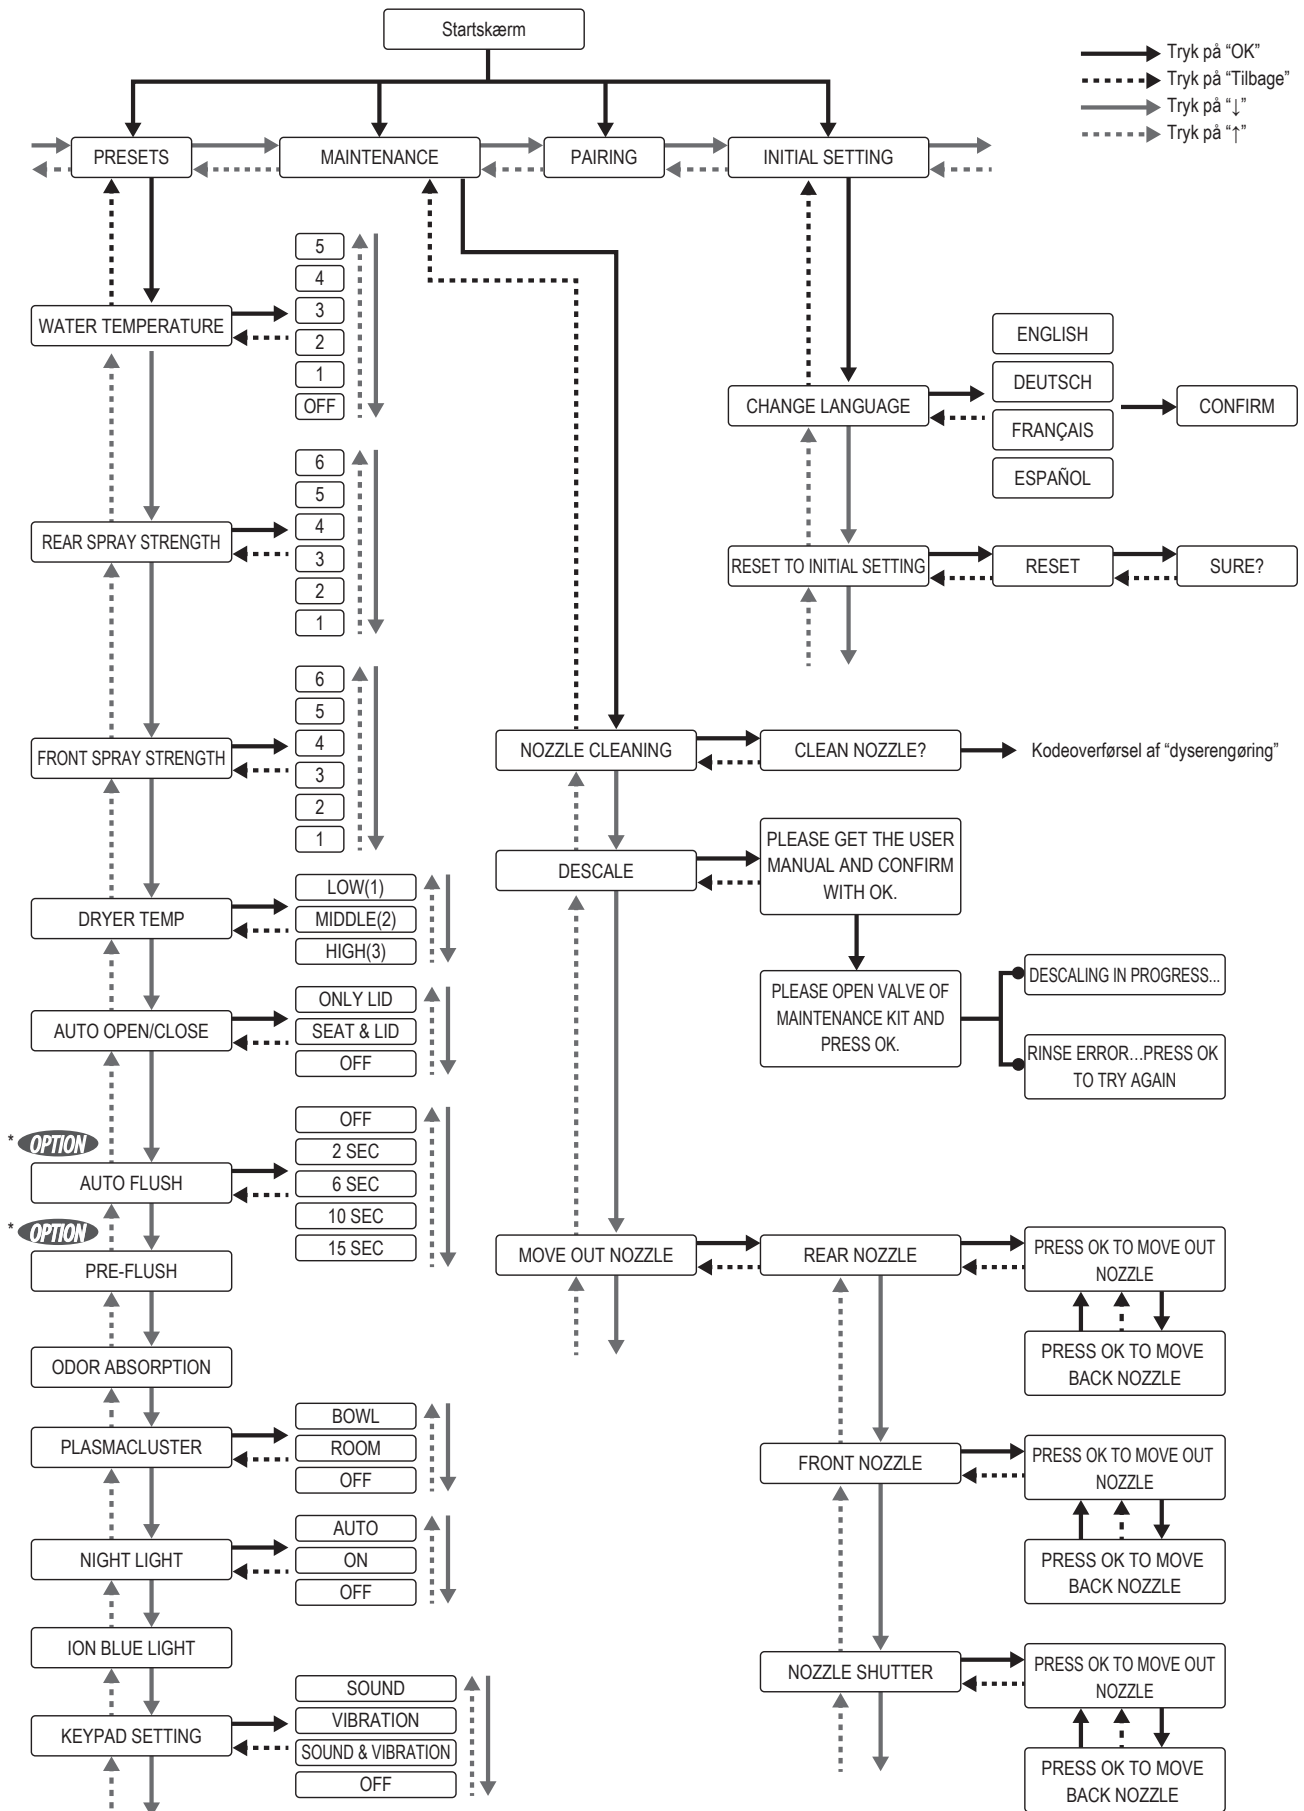 Startskærm
Tryk på “OK”
Tryk på “Tilbage”
Tryk på “↓”
Tryk på “↑”
PRESETS
MAINTENANCE
PAIRING
INITIAL SETTING
WATER TEMPERATURE
5
4
3
2
1
OFF
REAR SPRAY STRENGTH
6
5
4
3
2
1
FRONT SPRAY STRENGTH
6
5
4
3
2
1
DRYER TEMP
LOW(1)
MIDDLE(2)
HIGH(3)
AUTO OPEN/CLOSE
ONLY LID
SEAT & LID
OFF
* OPTION
AUTO FLUSH
OFF
2 SEC
6 SEC
10 SEC
15 SEC
* OPTION
PRE-FLUSH
ODOR ABSORPTION
PLASMACLUSTER
BOWL
ROOM
OFF
NIGHT LIGHT
AUTO
ON
OFF
ION BLUE LIGHT
KEYPAD SETTING
SOUND
VIBRATION
SOUND & VIBRATION
OFF
NOZZLE CLEANING
CLEAN NOZZLE?
Kodeoverførsel af “dyserengøring”
DESCALE
PLEASE GET THE USER
MANUAL AND CONFIRM
WITH OK.
PLEASE OPEN VALVE OF
MAINTENANCE KIT AND
PRESS OK.
DESCALING IN PROGRESS...
RINSE ERROR…PRESS OK
TO TRY AGAIN
MOVE OUT NOZZLE
REAR NOZZLE
PRESS OK TO MOVE OUT
NOZZLE
PRESS OK TO MOVE
BACK NOZZLE
FRONT NOZZLE
PRESS OK TO MOVE OUT
NOZZLE
PRESS OK TO MOVE
BACK NOZZLE
NOZZLE SHUTTER
PRESS OK TO MOVE OUT
NOZZLE
PRESS OK TO MOVE
BACK NOZZLE
CHANGE LANGUAGE
ENGLISH
DEUTSCH
FRANÇAIS
ESPAÑOL
CONFIRM
RESET TO INITIAL SETTING
RESET
SURE?